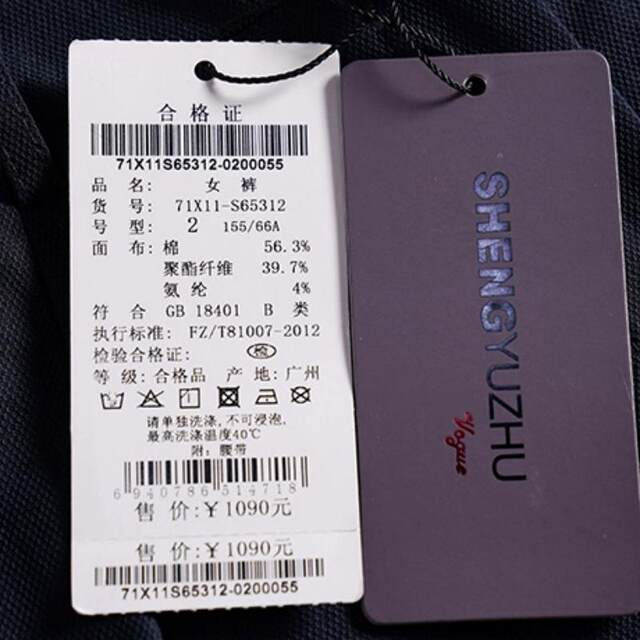 合格证
71X11S65312-0200055
品名: 女裤
货号: 71X11-S65312
号型: 2 155/66A
面布: 棉 56.3%
聚酯纤维 39.7%
氨纶 4%
符合 GB 18401 B 类
执行标准: FZ/T81007-2012
检验合格证: 检
等级: 合格品 产地: 广州
请单独洗涤, 不可浸泡,
最高洗涤温度40℃
附: 腰带
6 940786 514718
售价:¥1090元
售价:¥1090元
71X11S65312-0200055
SHENGYUZHU
Vogue